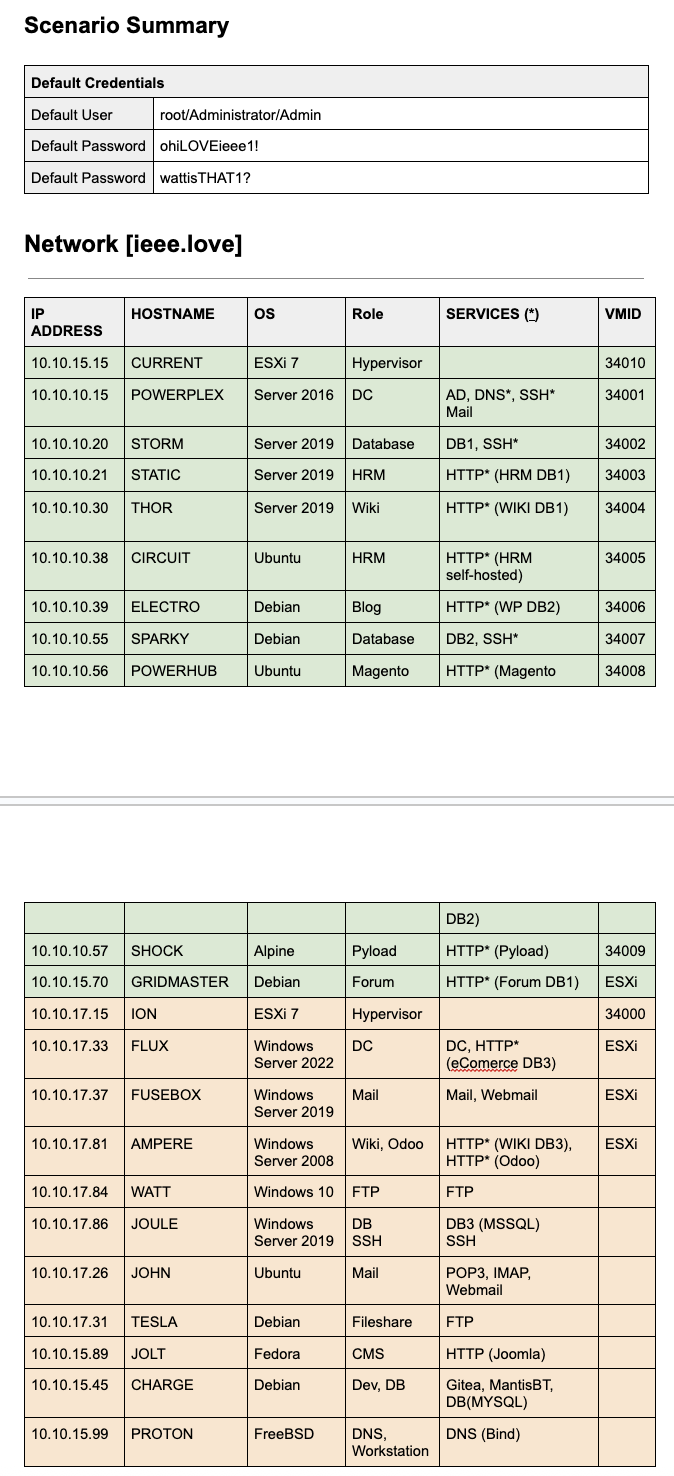 Scenario Summary
Default Credentials
Default User root/Administrator/Admin
Default Password ohiLOVEieee1!
Default Password wattisTHAT1?
Network [ieee.love]
IP ADDRESS HOSTNAME OS Role SERVICES (*) VMID
10.10.15.15 CURRENT ESXi 7 Hypervisor 34010
10.10.10.15 POWERPLEX Server 2016 DC AD, DNS*, SSH* Mail 34001
10.10.10.20 STORM Server 2019 Database DB1, SSH* 34002
10.10.10.21 STATIC Server 2019 HRM HTTP* (HRM DB1) 34003
10.10.10.30 THOR Server 2019 Wiki HTTP* (WIKI DB1) 34004
10.10.10.38 CIRCUIT Ubuntu HRM HTTP* (HRM self-hosted) 34005
10.10.10.39 ELECTRO Debian Blog HTTP* (WP DB2) 34006
10.10.10.55 SPARKY Debian Database DB2, SSH* 34007
10.10.10.56 POWERHUB Ubuntu Magento HTTP* (Magento 34008
DB2)
10.10.10.57 SHOCK Alpine Pyload HTTP* (Pyload) 34009
10.10.15.70 GRIDMASTER Debian Forum HTTP* (Forum DB1) ESXi
10.10.17.15 ION ESXi 7 Hypervisor 34000
10.10.17.33 FLUX Windows Server 2022 DC DC, HTTP* (eComerce DB3) ESXi
10.10.17.37 FUSEBOX Windows Server 2019 Mail Mail, Webmail ESXi
10.10.17.81 AMPERE Windows Server 2008 Wiki, Odoo HTTP* (WIKI DB3), HTTP* (Odoo) ESXi
10.10.17.84 WATT Windows 10 FTP FTP
10.10.17.86 JOULE Windows Server 2019 DB SSH DB3 (MSSQL) SSH
10.10.17.26 JOHN Ubuntu Mail POP3, IMAP, Webmail
10.10.17.31 TESLA Debian Fileshare FTP
10.10.15.89 JOLT Fedora CMS HTTP (Joomla)
10.10.15.45 CHARGE Debian Dev, DB Gitea, MantisBT, DB(MYSQL)
10.10.15.99 PROTON FreeBSD DNS, Workstation DNS (Bind)